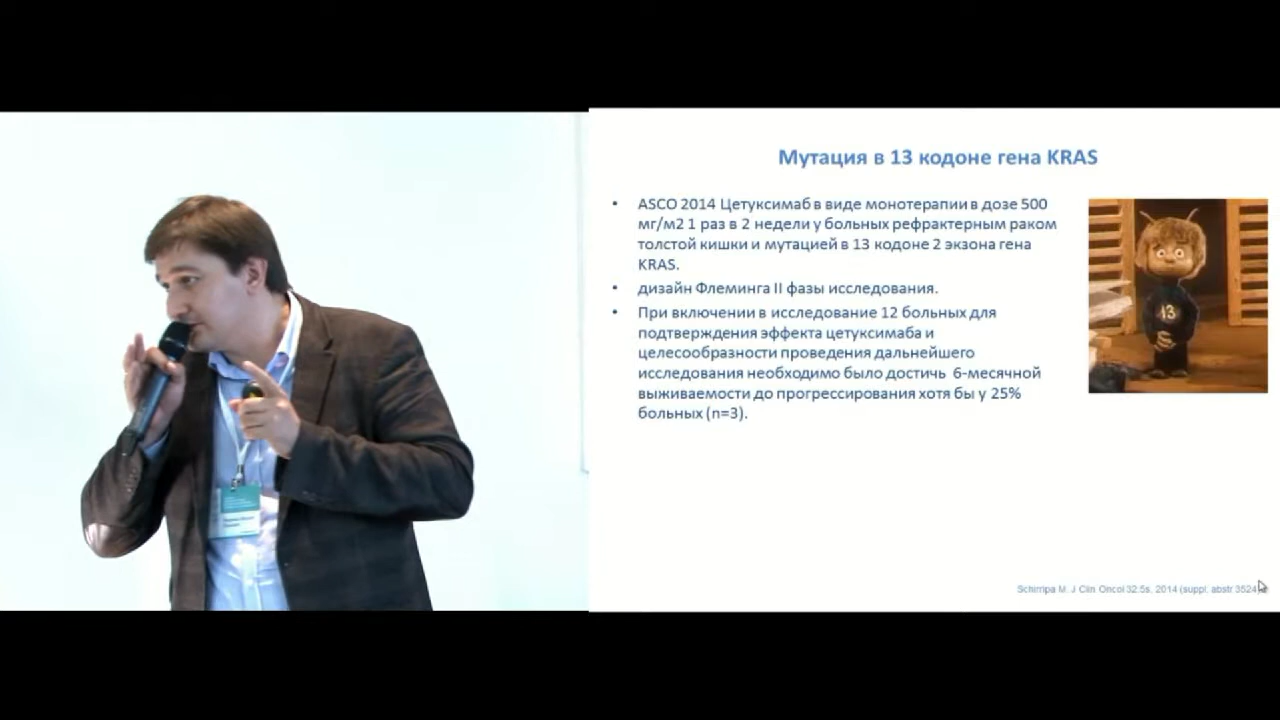 Мутация в 13 кодоне гена KRAS
• ASCO 2014 Цетуксимаб в виде монотерапии в дозе 500
мг/м2 1 раз в 2 недели у больных рефрактерным раком
толстой кишки и мутацией в 13 кодоне 2 экзона гена
KRAS.
• дизайн Флеминга II фазы исследования.
• При включении в исследование 12 больных для
подтверждения эффекта цетуксимаба и
целесообразности проведения дальнейшего
исследования необходимо было достичь 6-месячной
выживаемости до прогрессирования хотя бы у 25%
больных (n=3).
13
Schirripa M. J Clin Oncol 32:5s, 2014 (suppl; abstr 3524